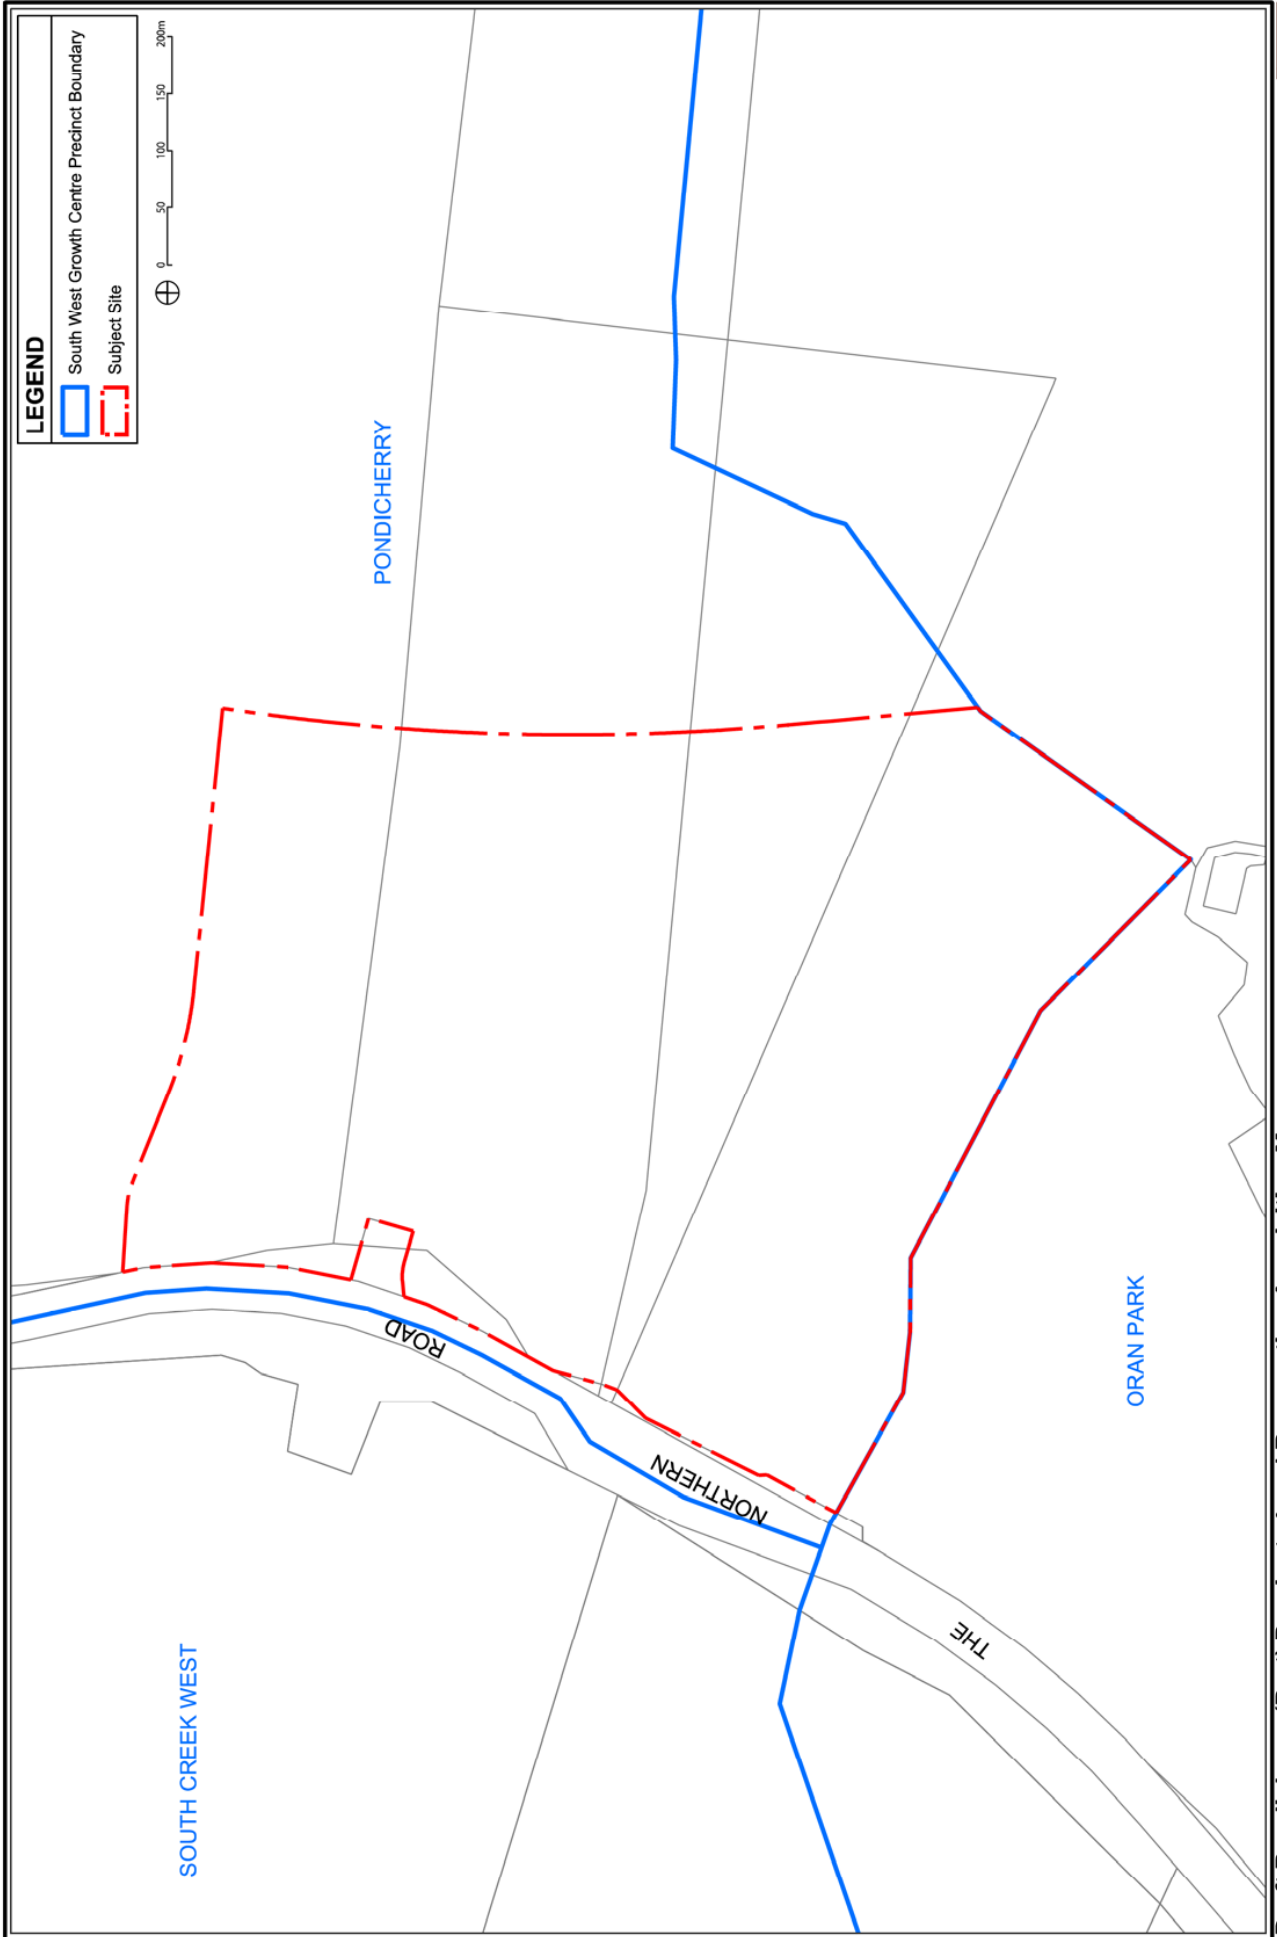 LEGEND
South West Growth Centre Precinct Boundary
Subject Site
0 50 100 150 200m
PONDICHERRY
SOUTH CREEK WEST
ORAN PARK
THE
NORTHERN
ROAD